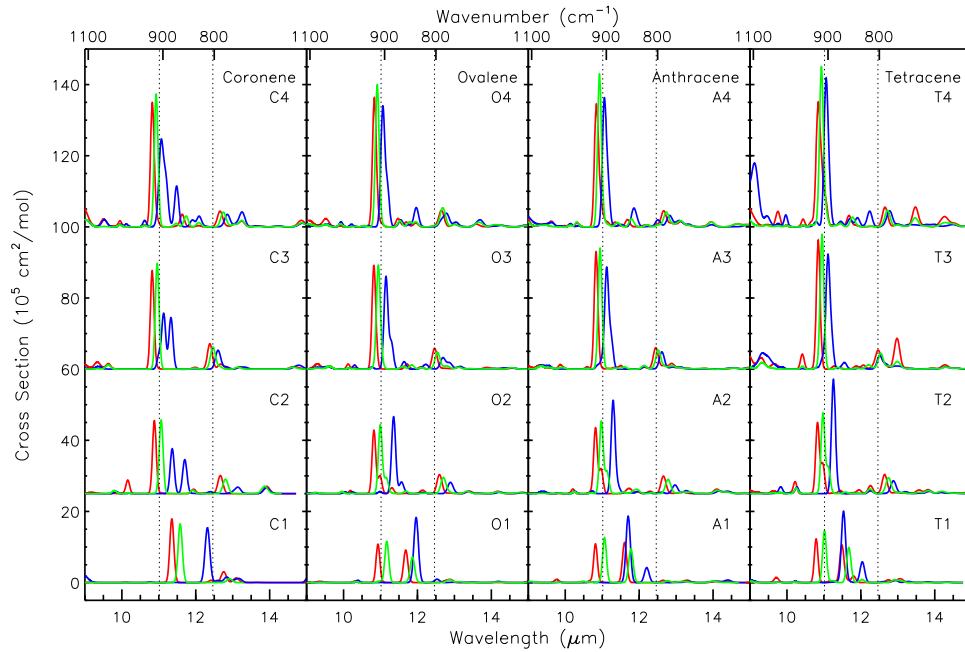 Wavenumber (cm⁻¹)
1100 900 800 1100 900 800 1100 900 800 1100 900 800
Coronene Ovalene Anthracene Tetracene
C4 O4 A4 T4
140
120
100
C3 O3 A3 T3
80
60
C2 O2 A2 T2
40
20
C1 O1 A1 T1
0
Cross Section (10⁵ cm²/mol)
10 12 14 10 12 14 10 12 14 10 12 14
Wavelength (μm)